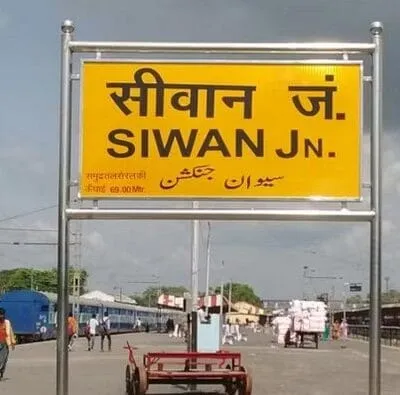 सीवान जं.
SIWAN JN.
समुद्रतल से ऊंचाई 69.00 Mtr.
سیوان جنکشن